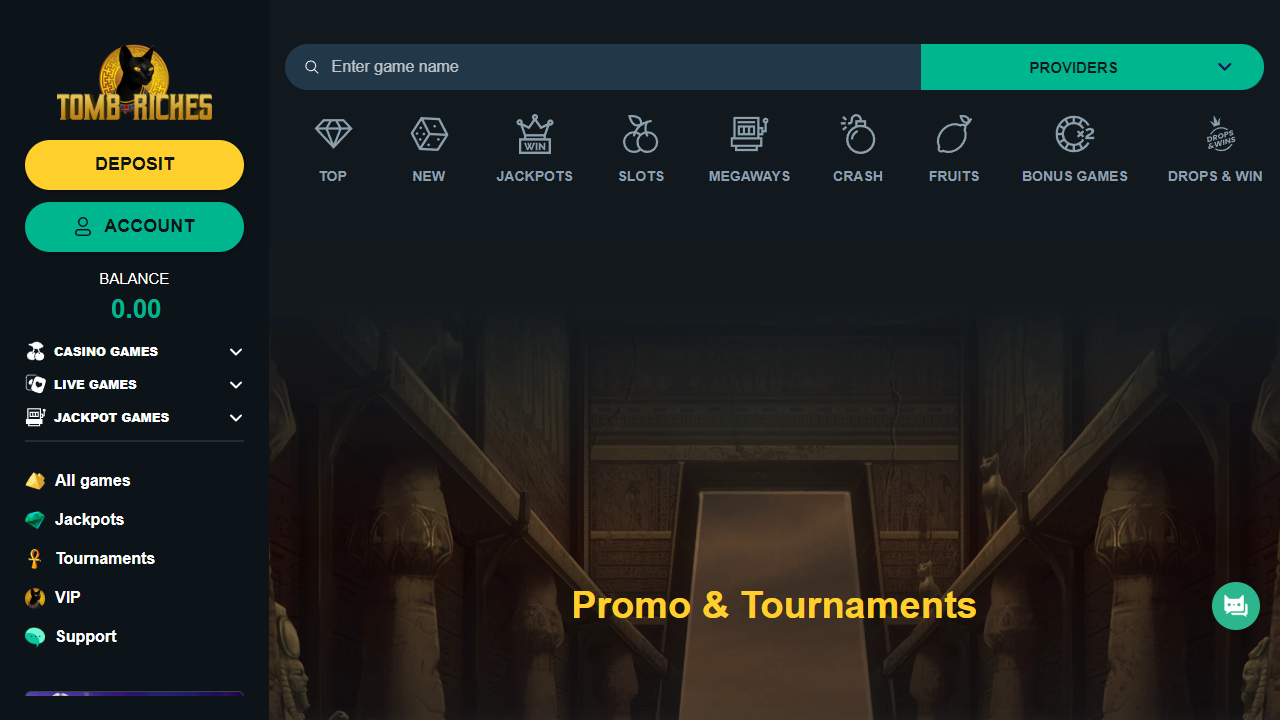 TOMB RICHES
DEPOSIT
ACCOUNT
BALANCE
0.00
CASINO GAMES
LIVE GAMES
JACKPOT GAMES
All games
Jackpots
Tournaments
VIP
Support
Enter game name
PROVIDERS
WIN
×2
DROPS
&WINS
TOP
NEW
JACKPOTS
SLOTS
MEGAWAYS
CRASH
FRUITS
BONUS GAMES
DROPS & WIN
Promo & Tournaments